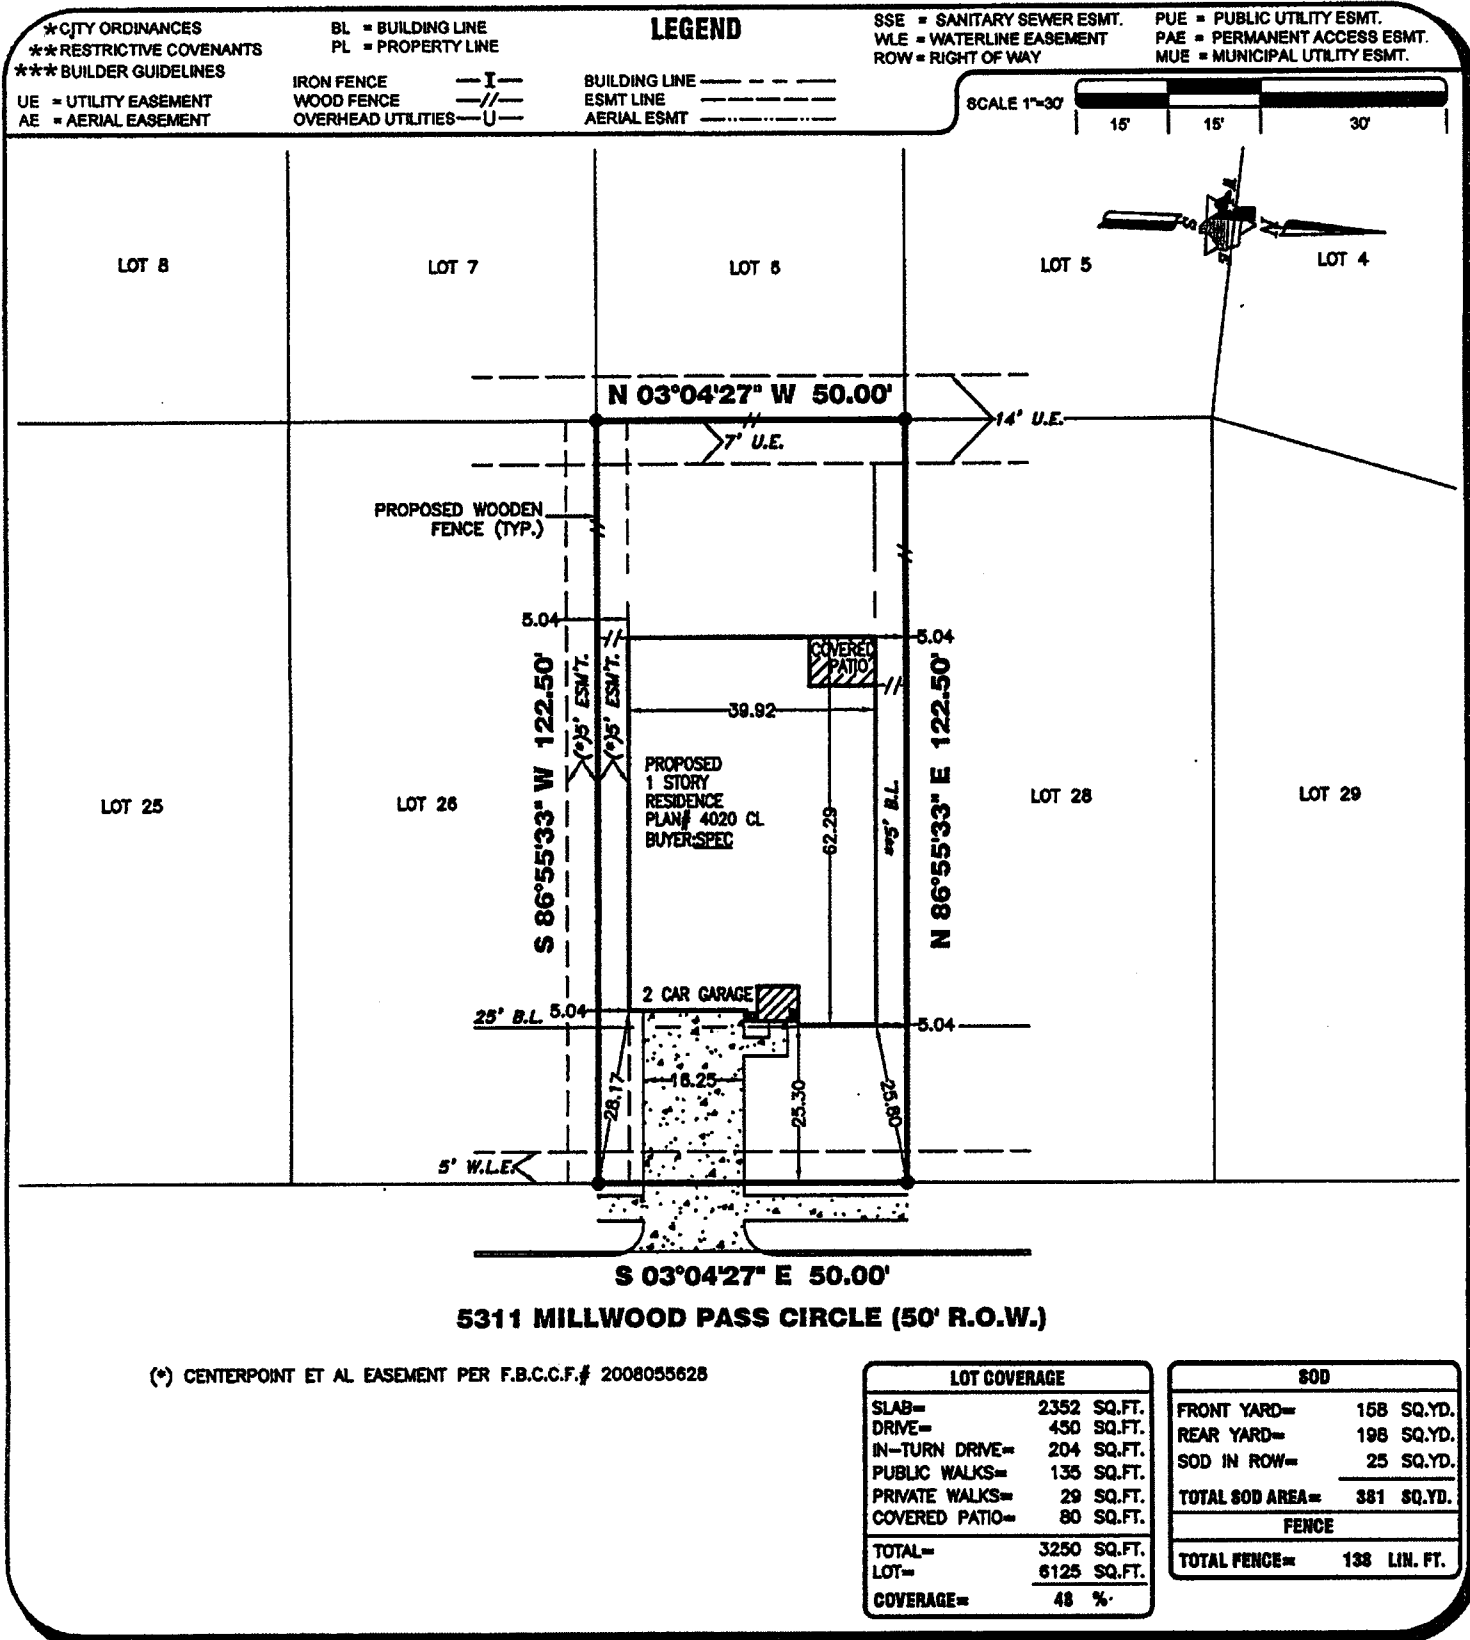 *CITY ORDINANCES
**RESTRICTIVE COVENANTS
***BUILDER GUIDELINES
UE = UTILITY EASEMENT
AE = AERIAL EASEMENT
BL = BUILDING LINE
PL = PROPERTY LINE
IRON FENCE I
WOOD FENCE //
OVERHEAD UTILITIES U
LEGEND
BUILDING LINE
ESMT LINE
AERIAL ESMT
SSE = SANITARY SEWER ESMT.
WLE = WATERLINE EASEMENT
ROW = RIGHT OF WAY
PUE = PUBLIC UTILITY ESMT.
PAE = PERMANENT ACCESS ESMT.
MUE = MUNICIPAL UTILITY ESMT.
SCALE 1"=30'
15' 15' 30'
S N
LOT 8
LOT 7
LOT 6
LOT 5
LOT 4
N 03°04'27" W 50.00'
7' U.E.
14' U.E.
PROPOSED WOODEN
FENCE (TYP.)
5.04
5.04
COVERED
PATIO
39.92
S 86°55'33" W 122.50'
(*)5' ESM'T.
(*)5' ESM'T.
PROPOSED
1 STORY
RESIDENCE
PLAN# 4020 CL
BUYER:SPEC
62.29
**5' B.L.
N 86°55'33" E 122.50'
LOT 25
LOT 26
LOT 28
LOT 29
2 CAR GARAGE
25' B.L.
5.04
5.04
28.17
16.25
25.30
25.80
5' W.L.E.
S 03°04'27" E 50.00'
5311 MILLWOOD PASS CIRCLE (50' R.O.W.)
(*) CENTERPOINT ET AL EASEMENT PER F.B.C.C.F.# 2008055628
LOT COVERAGE
SLAB= 2352 SQ.FT.
DRIVE= 450 SQ.FT.
IN-TURN DRIVE= 204 SQ.FT.
PUBLIC WALKS= 135 SQ.FT.
PRIVATE WALKS= 29 SQ.FT.
COVERED PATIO= 80 SQ.FT.
TOTAL= 3250 SQ.FT.
LOT= 6125 SQ.FT.
COVERAGE= 48 %
SOD
FRONT YARD= 158 SQ.YD.
REAR YARD= 198 SQ.YD.
SOD IN ROW= 25 SQ.YD.
TOTAL SOD AREA= 381 SQ.YD.
FENCE
TOTAL FENCE= 138 LIN. FT.